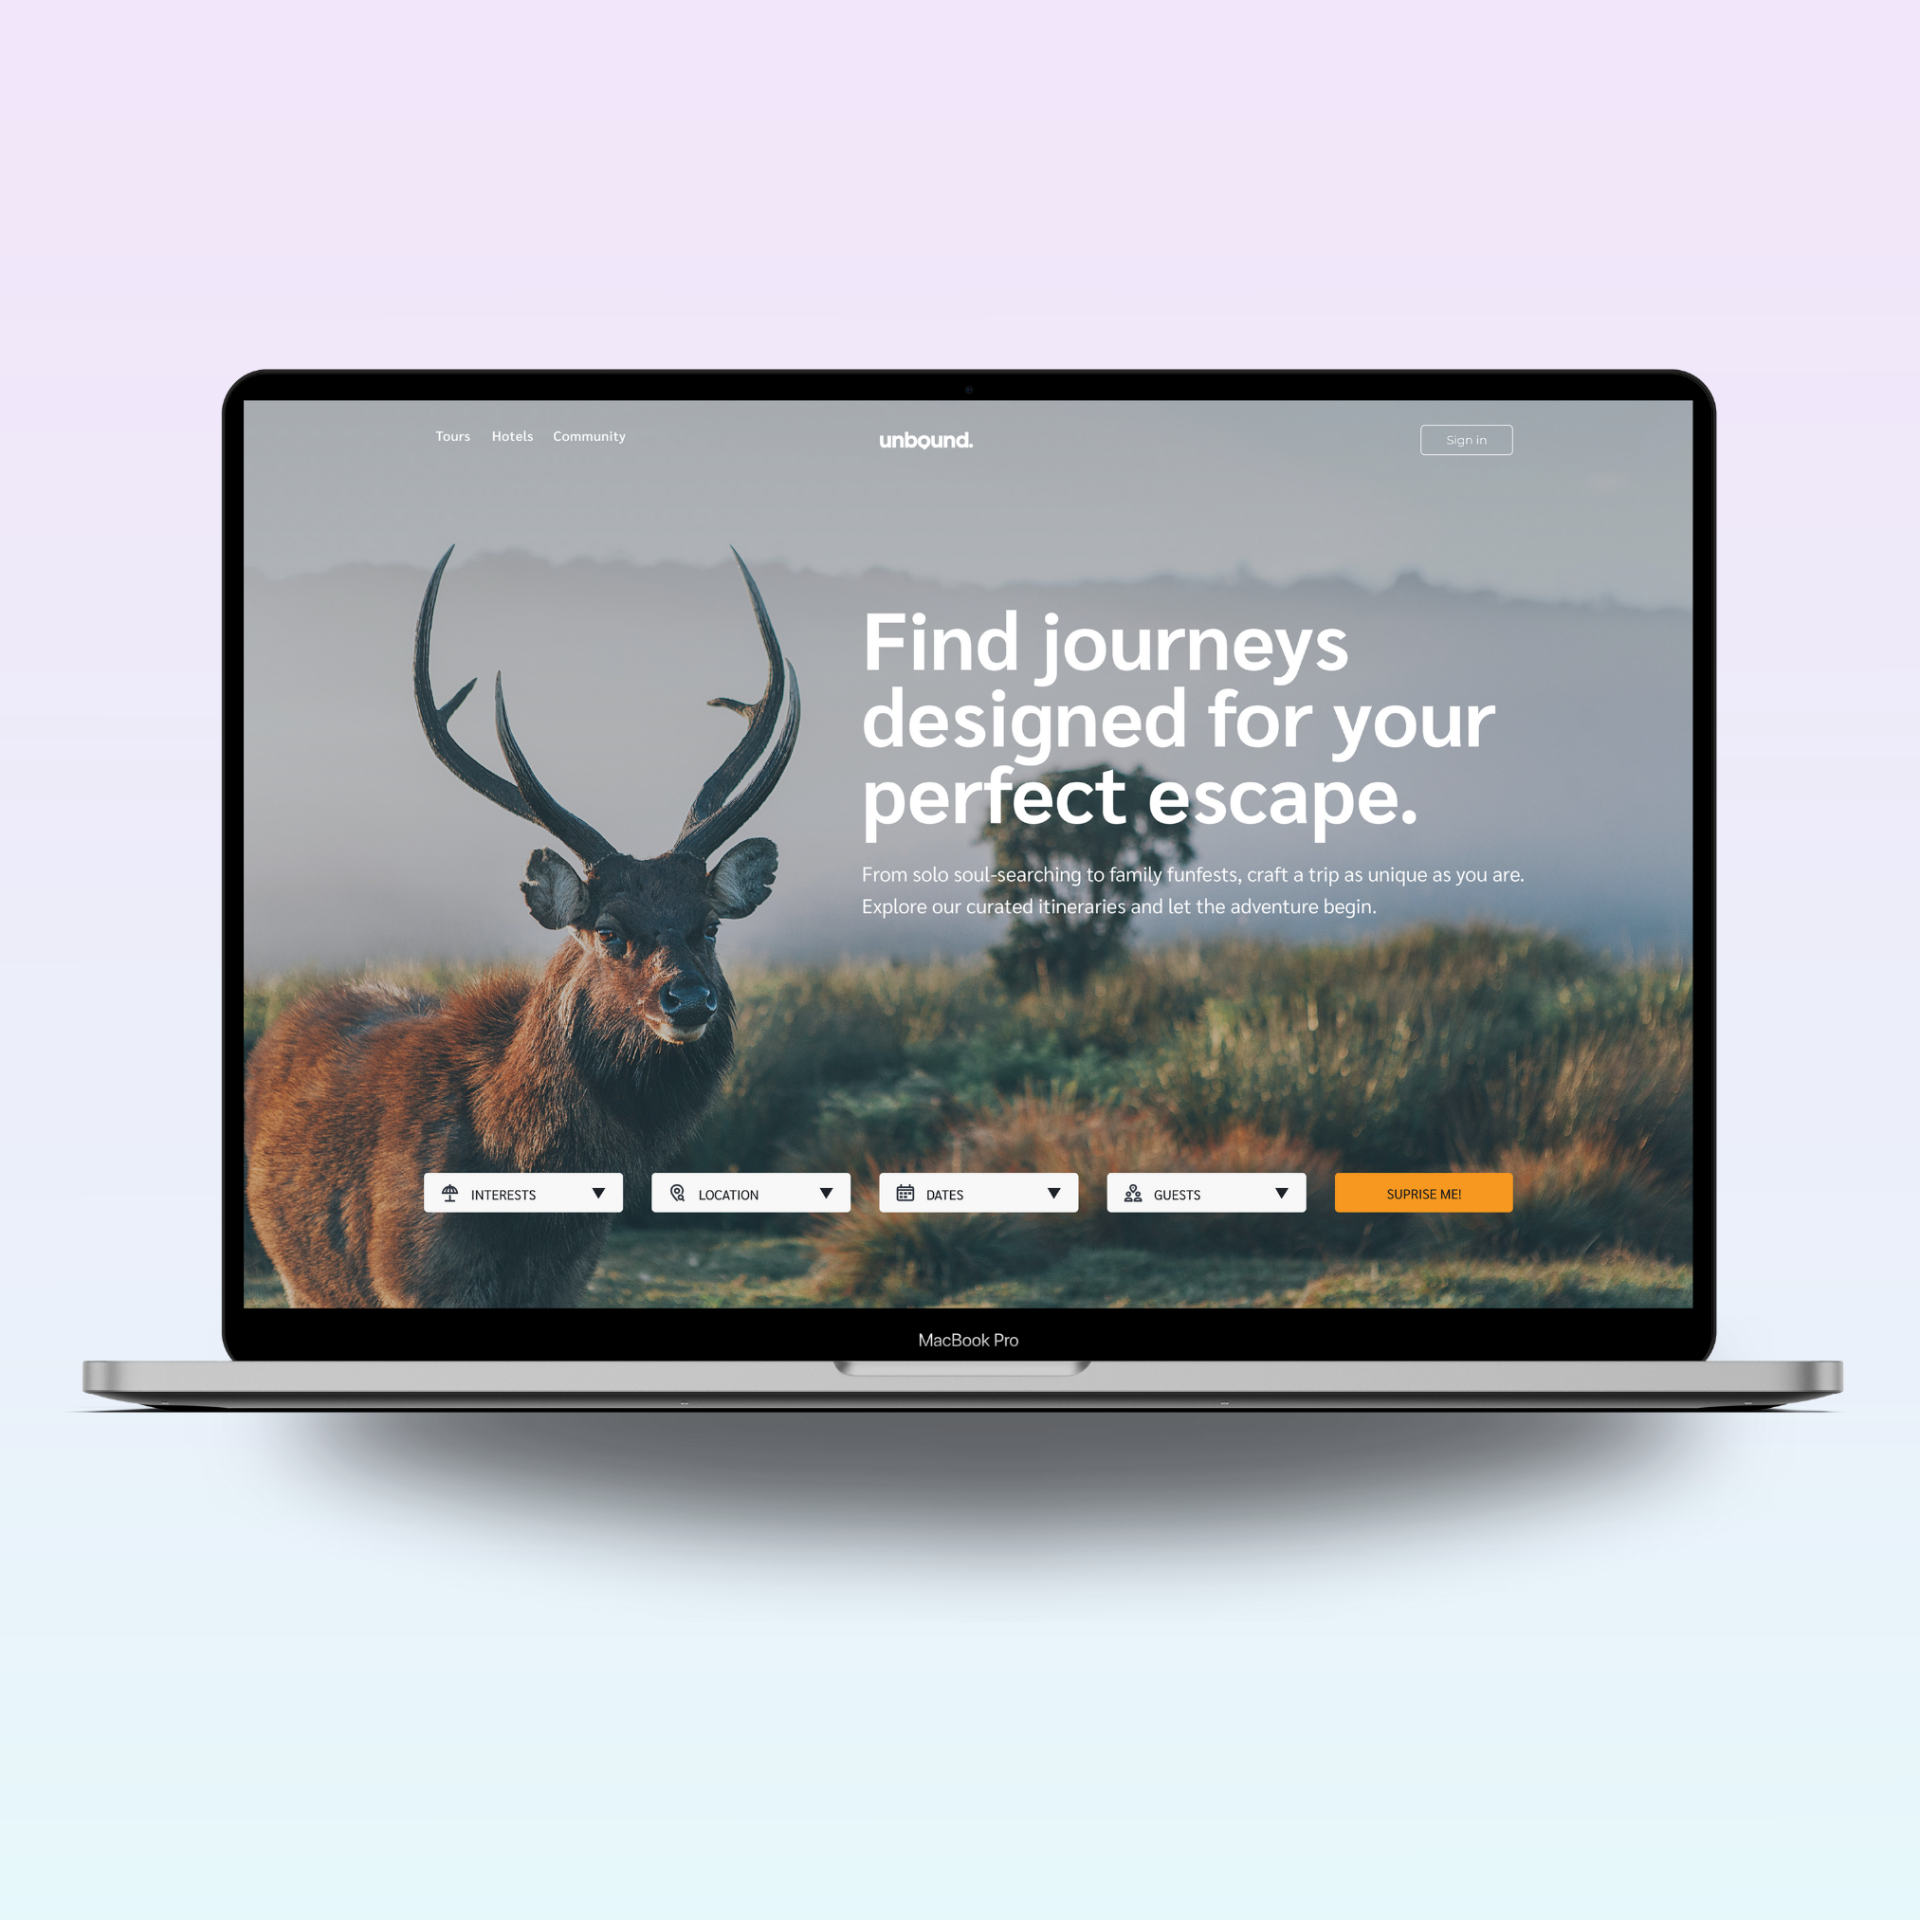 Tours Hotels Community
unbound.
Sign in
Find journeys
designed for your
perfect escape.
From solo soul-searching to family funfests, craft a trip as unique as you are.
Explore our curated itineraries and let the adventure begin.
INTERESTS
LOCATION
DATES
GUESTS
SUPRISE ME!
MacBook Pro